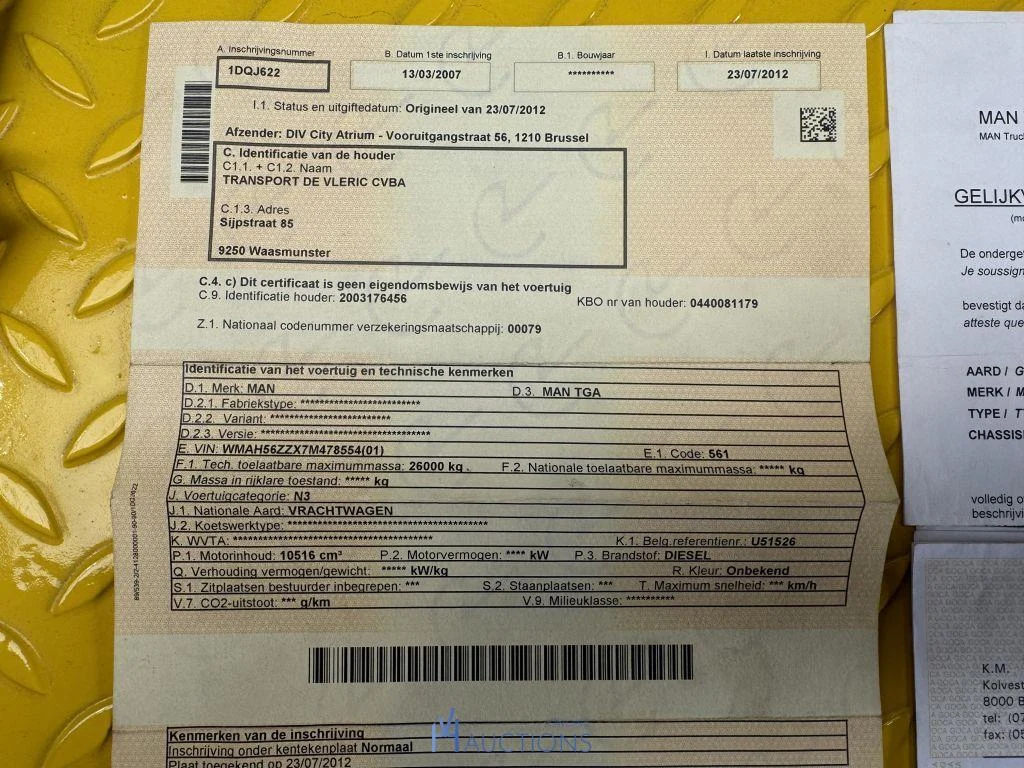 A. Inschrijvingsnummer
B. Datum 1ste inschrijving
B.1. Bouwjaar
I. Datum laatste inschrijving
1DQJ622
13/03/2007
**********
23/07/2012
I.1. Status en uitgiftedatum: Origineel van 23/07/2012
Afzender: DIV City Atrium - Vooruitgangstraat 56, 1210 Brussel
C. Identificatie van de houder
C1.1. + C1.2. Naam
TRANSPORT DE VLERIC CVBA
C.1.3. Adres
Sijpstraat 85
9250 Waasmunster
C.4. c) Dit certificaat is geen eigendomsbewijs van het voertuig
C.9. Identificatie houder: 2003176456
KBO nr van houder: 0440081179
Z.1. Nationaal codenummer verzekeringsmaatschappij: 00079
Identificatie van het voertuig en technische kenmerken
D.1. Merk: MAN
D.3. MAN TGA
D.2.1. Fabriekstype: ************************
D.2.2. Variant: ************************
D.2.3. Versie: **********************************
E. VIN: WMAH56ZZX7M478554(01)
E.1. Code: 561
F.1. Tech. toelaatbare maximummassa: 26000 kg
F.2. Nationale toelaatbare maximummassa: ***** kg
G. Massa in rijklare toestand: ***** kg
J. Voertuigcategorie: N3
J.1. Nationale Aard: VRACHTWAGEN
J.2. Koetswerktype: ****************************************
K. WVTA: ****************************************
K.1. Belg.referentienr.: U51526
P.1. Motorinhoud: 10516 cm³
P.2. Motorvermogen: **** kW
P.3. Brandstof: DIESEL
Q. Verhouding vermogen/gewicht: ***** kW/kg
R. Kleur: Onbekend
S.1. Zitplaatsen bestuurder inbegrepen: ***
S.2. Staanplaatsen: ***
T. Maximum snelheid: *** km/h
V.7. CO2-uitstoot: *** g/km
V.9. Milieuklasse: **********
Kenmerken van de inschrijving
Inschrijving onder kentekenplaat Normaal
Plaat toegekend op 23/07/2012
AUCTIONS
MAN
MAN Truc
GELIJKV
(mo
De onderget
Je soussign
bevestigt da
atteste que
AARD / G
MERK / M
TYPE / T
CHASSIS
volledig o
beschrijvi
K.M.
Kolvest
8000 B
tel: (07
fax: (05